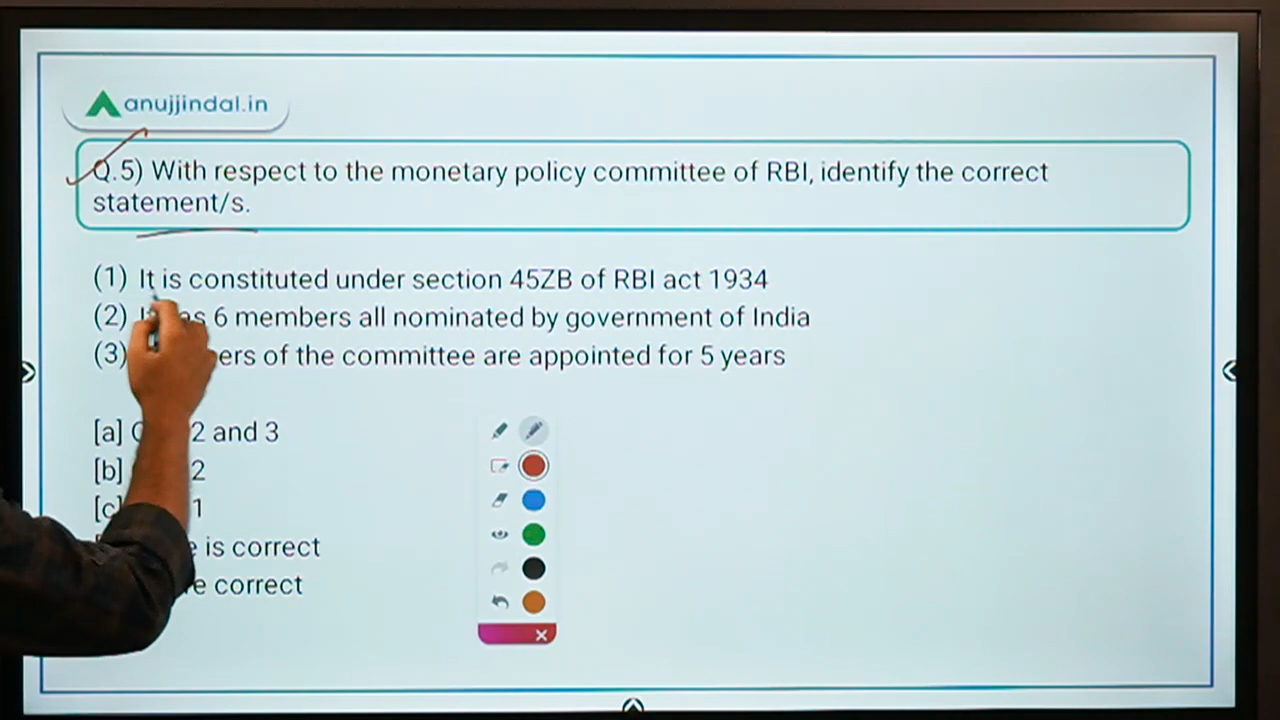 anujjindal.in
Q.5) With respect to the monetary policy committee of RBI, identify the correct
statement/s.
(1) It is constituted under section 45ZB of RBI act 1934
(2) 6 members all nominated by government of India
(3) of the committee are appointed for 5 years
[a] 2 and 3
[b] 2
[c] 1
is correct
correct